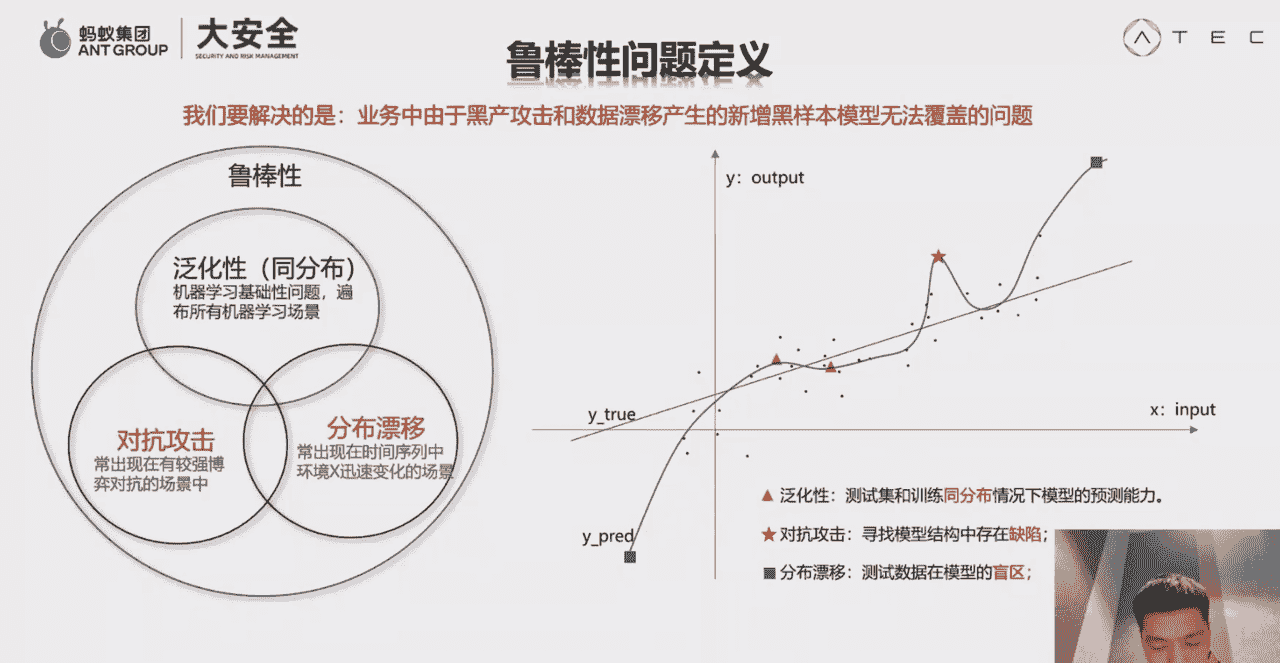 蚂蚁集团
ANT GROUP
大安全
SECURITY AND RISK MANAGEMENT
ATEC
鲁棒性问题定义
我们要解决的是：业务中由于黑产攻击和数据漂移产生的新增黑样本模型无法覆盖的问题
鲁棒性
泛化性（同分布）
机器学习基础性问题，遍
布所有机器学习场景
对抗攻击
常出现在有较强博
弈对抗的场景中
分布漂移
常出现在时间序列中
环境X迅速变化的场景
y：output
x：input
y_true
y_pred
泛化性：测试集和训练同分布情况下模型的预测能力。
对抗攻击：寻找模型结构中存在缺陷；
分布漂移：测试数据在模型的盲区；